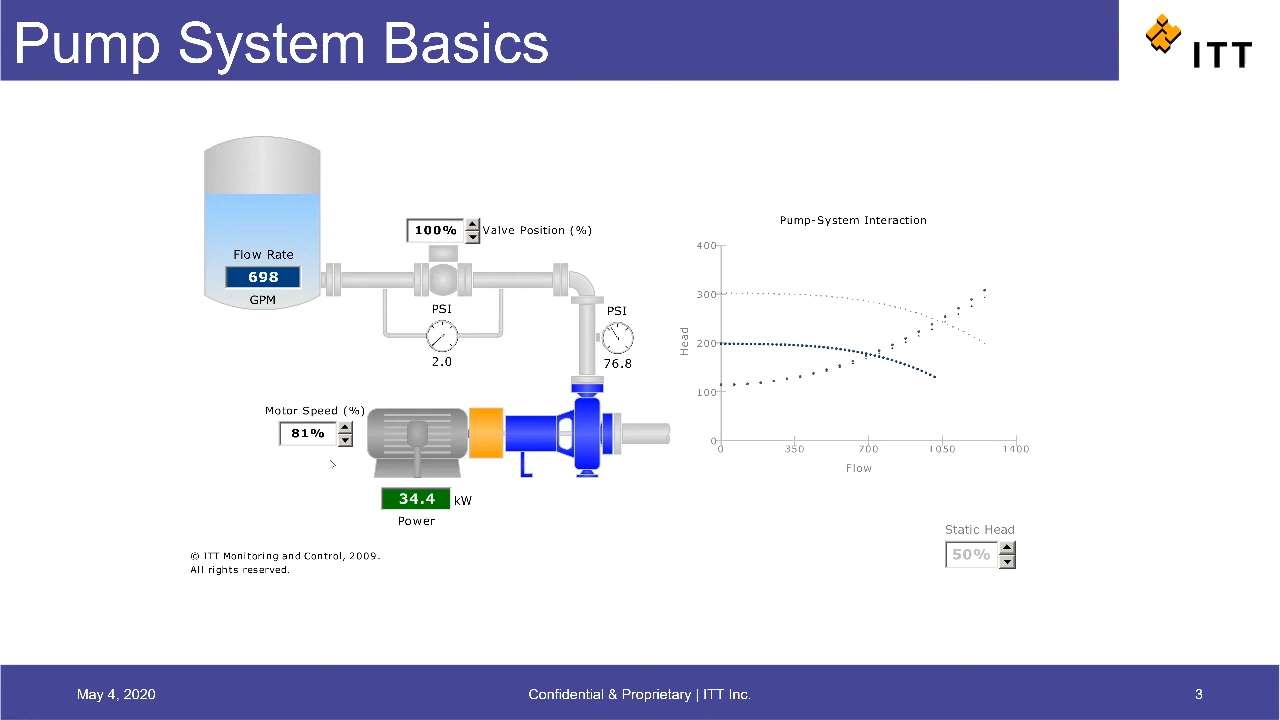 Pump System Basics
ITT
Flow Rate
698
GPM
100%
Valve Position (%)
PSI
2.0
PSI
76.8
Motor Speed (%)
81%
34.4 kW
Power
Pump-System Interaction
Head
400
300
200
100
0
0 350 700 1050 1400
Flow
Static Head
50%
© ITT Monitoring and Control, 2009.
All rights reserved.
May 4, 2020
Confidential & Proprietary | ITT Inc.
3